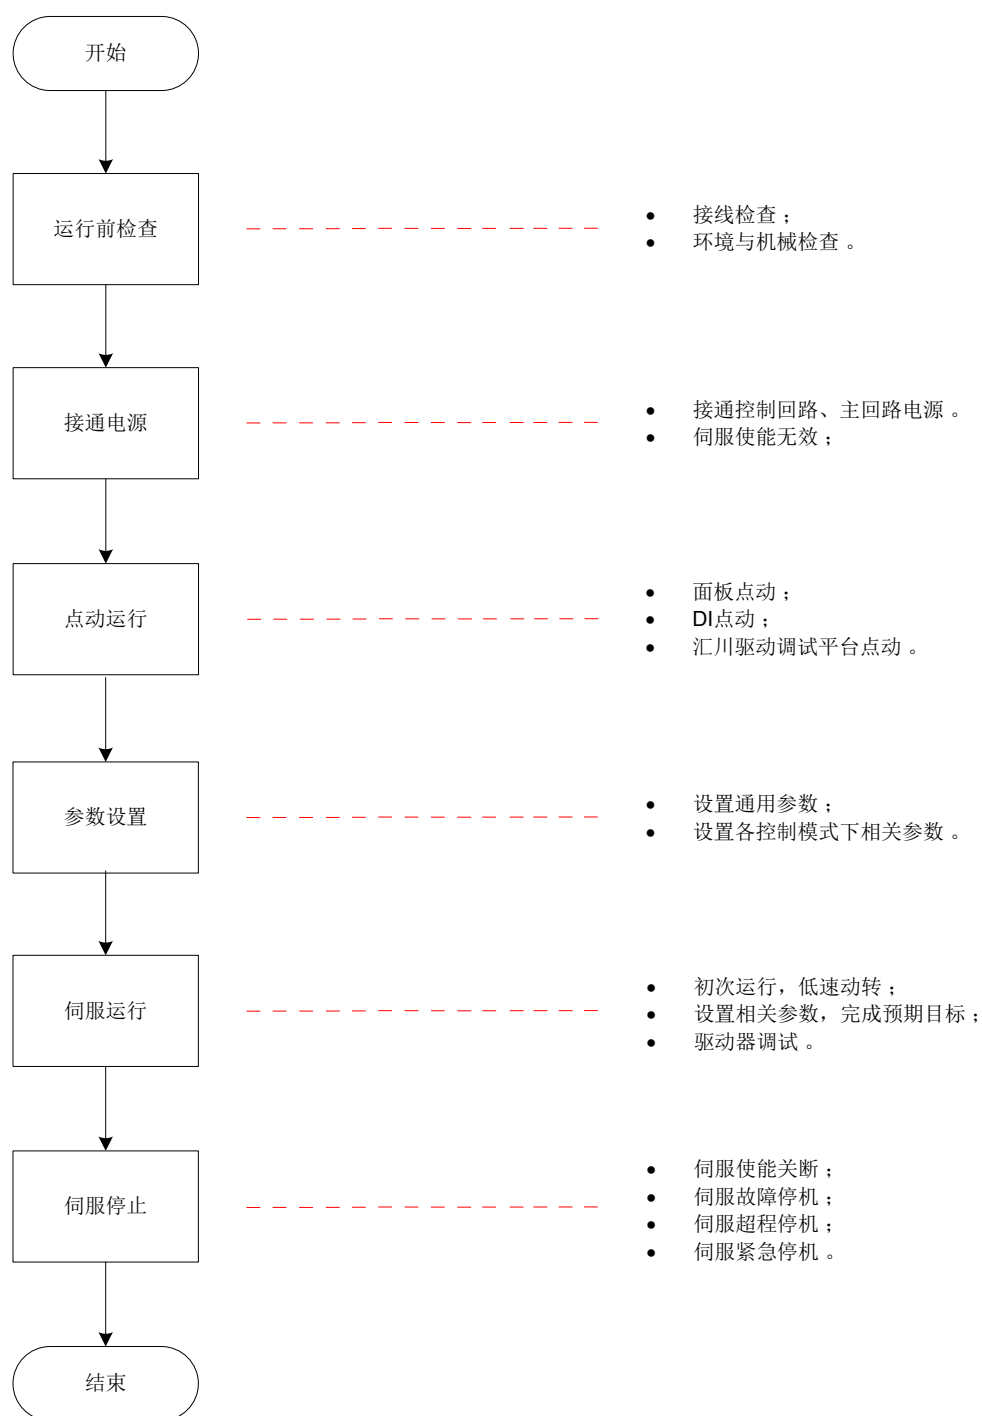 开始
运行前检查
• 接线检查；
• 环境与机械检查。
接通电源
• 接通控制回路、主回路电源。
• 伺服使能无效；
点动运行
• 面板点动；
• DI点动；
• 汇川驱动调试平台点动。
参数设置
• 设置通用参数；
• 设置各控制模式下相关参数。
伺服运行
• 初次运行，低速动转；
• 设置相关参数，完成预期目标；
• 驱动器调试。
伺服停止
• 伺服使能关断；
• 伺服故障停机；
• 伺服超程停机；
• 伺服紧急停机。
结束